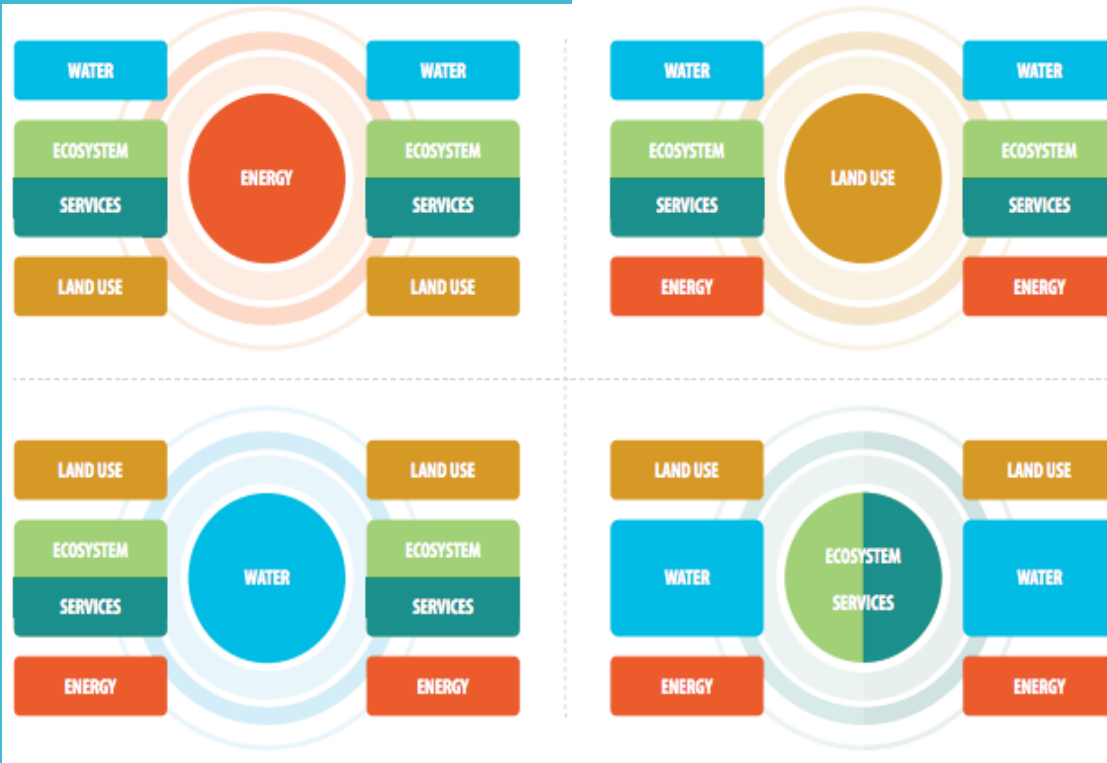 WATER
ECOSYSTEM
SERVICES
LAND USE
ENERGY
WATER
ECOSYSTEM
SERVICES
LAND USE
WATER
ECOSYSTEM
SERVICES
ENERGY
LAND USE
WATER
ECOSYSTEM
SERVICES
ENERGY
LAND USE
ECOSYSTEM
SERVICES
ENERGY
WATER
LAND USE
ECOSYSTEM
SERVICES
ENERGY
LAND USE
WATER
ENERGY
ECOSYSTEM
SERVICES
LAND USE
WATER
ENERGY